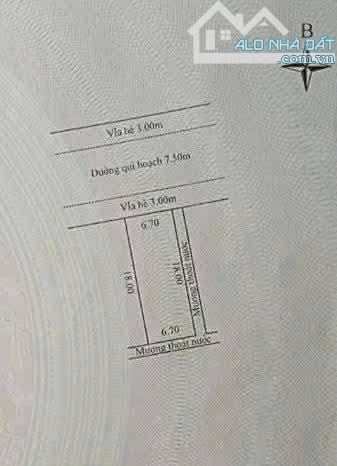 ALO NHÀ ĐẤT
.com.vn
B
Vỉa hè 3.00m
Đường qui hoạch 7.50m
Vỉa hè 3.00m
6.70
18.00
18.00
Mương thoát nước
6.70
Mương thoát nước